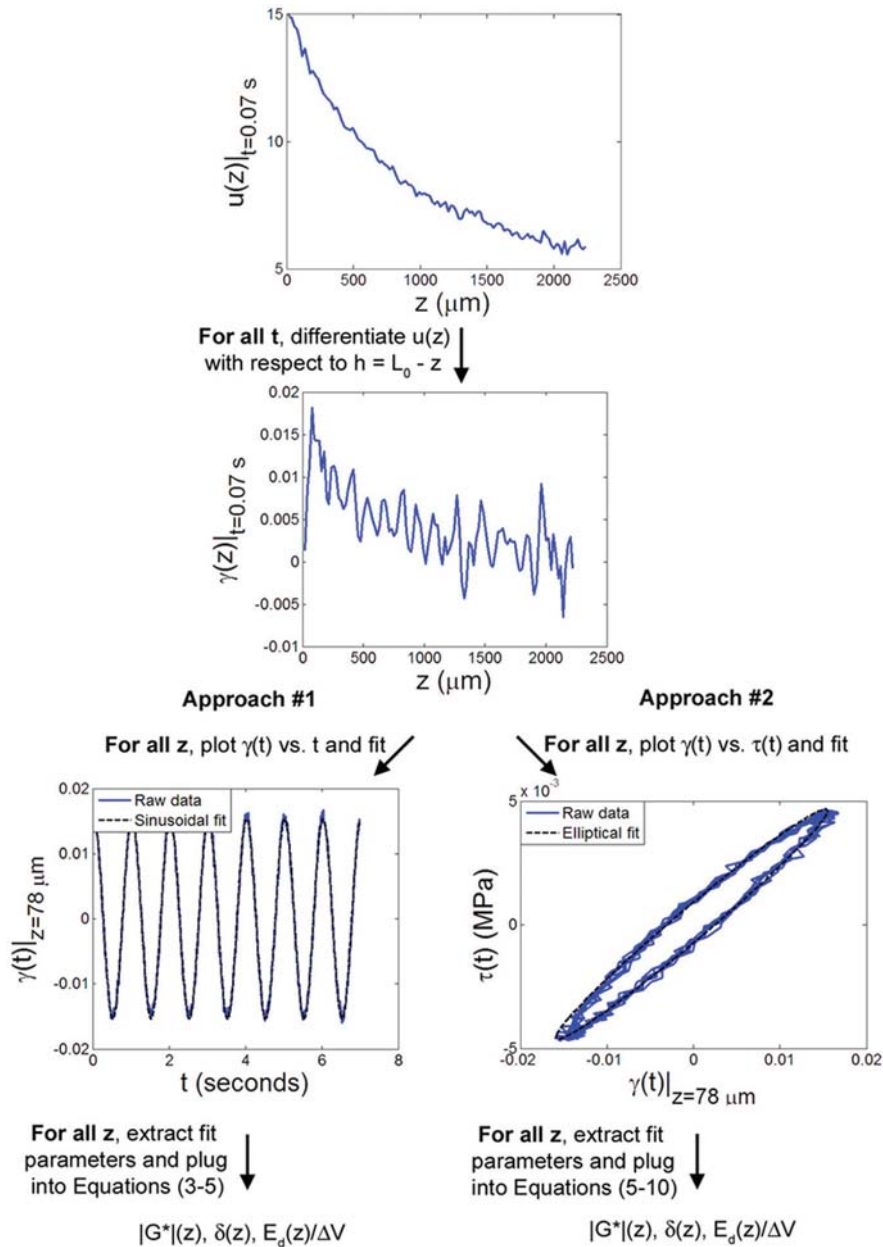 15
10
5
u(z)|t=0.07 s
0 500 1000 1500 2000 2500
z (μm)
For all t, differentiate u(z)
with respect to h = L0 - z
0.02
0.015
0.01
0.005
0
-0.005
-0.01
γ(z)|t=0.07 s
0 500 1000 1500 2000 2500
z (μm)
Approach #1
For all z, plot γ(t) vs. t and fit
0.02
0.01
0
-0.01
-0.02
γ(t)|z=78 μm
Raw data
Sinusoidal fit
0 2 4 6 8
t (seconds)
For all z, extract fit
parameters and plug
into Equations (3-5)
|G*|(z), δ(z), Ed(z)/ΔV
Approach #2
For all z, plot γ(t) vs. τ(t) and fit
x 10-3
5
0
-5
τ(t) (MPa)
Raw data
Elliptical fit
-0.02 -0.01 0 0.01 0.02
γ(t)|z=78 μm
For all z, extract fit
parameters and plug
into Equations (5-10)
|G*|(z), δ(z), Ed(z)/ΔV